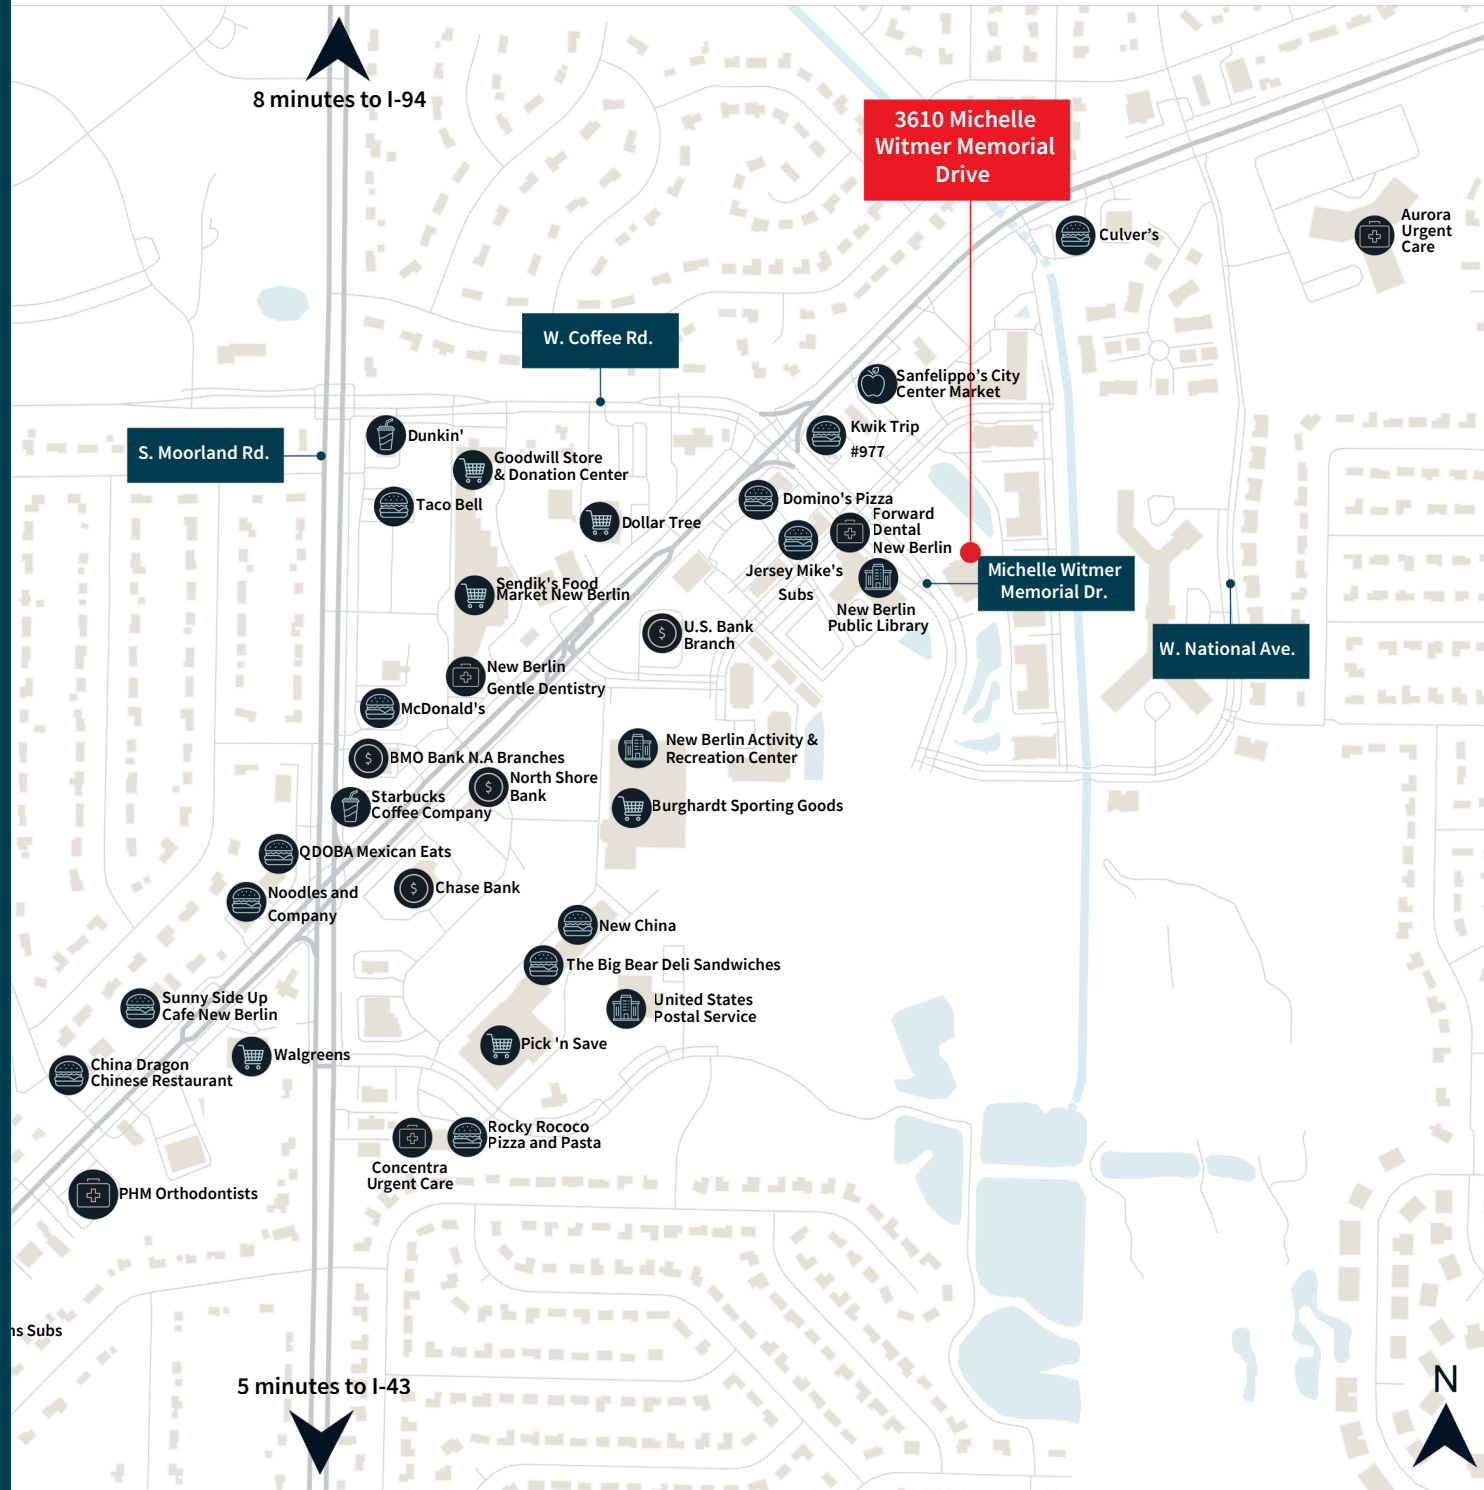 8 minutes to I-94
3610 Michelle
Witmer Memorial
Drive
Culver's
Aurora
Urgent
Care
W. Coffee Rd.
Sanfelippo's City
Center Market
Kwik Trip
#977
S. Moorland Rd.
Dunkin'
Goodwill Store
& Donation Center
Taco Bell
Dollar Tree
Domino's Pizza
Forward
Dental
New Berlin
Jersey Mike's
Subs
Michelle Witmer
Memorial Dr.
Sendik's Food
Market New Berlin
New Berlin
Public Library
U.S. Bank
Branch
W. National Ave.
New Berlin
Gentle Dentistry
McDonald's
New Berlin Activity &
Recreation Center
BMO Bank N.A Branches
North Shore
Bank
Starbucks
Coffee Company
Burghardt Sporting Goods
QDOBA Mexican Eats
Noodles and
Company
Chase Bank
New China
The Big Bear Deli Sandwiches
Sunny Side Up
Cafe New Berlin
United States
Postal Service
Pick 'n Save
Walgreens
China Dragon
Chinese Restaurant
Rocky Rococo
Pizza and Pasta
Concentra
Urgent Care
PHM Orthodontists
Subs
5 minutes to I-43
N